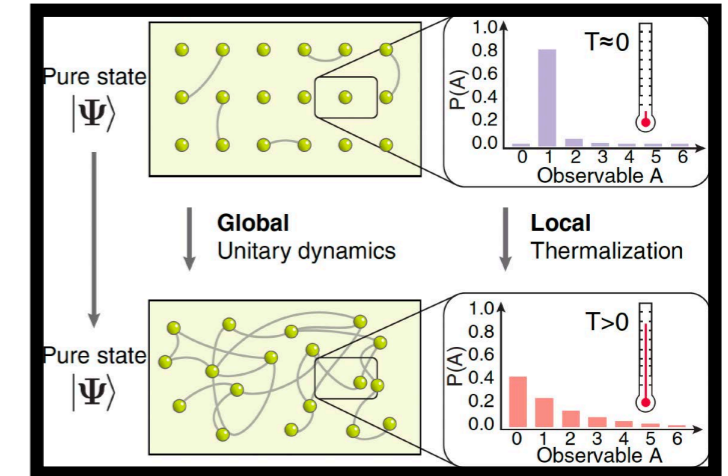 Pure state
|Ψ⟩
1.0
0.8
0.6
0.4
0.2
0.0
P(A)
T≈0
0 1 2 3 4 5 6
Observable A
Global
Unitary dynamics
Local
Thermalization
Pure state
|Ψ⟩
1.0
0.8
0.6
0.4
0.2
0.0
P(A)
T>0
0 1 2 3 4 5 6
Observable A